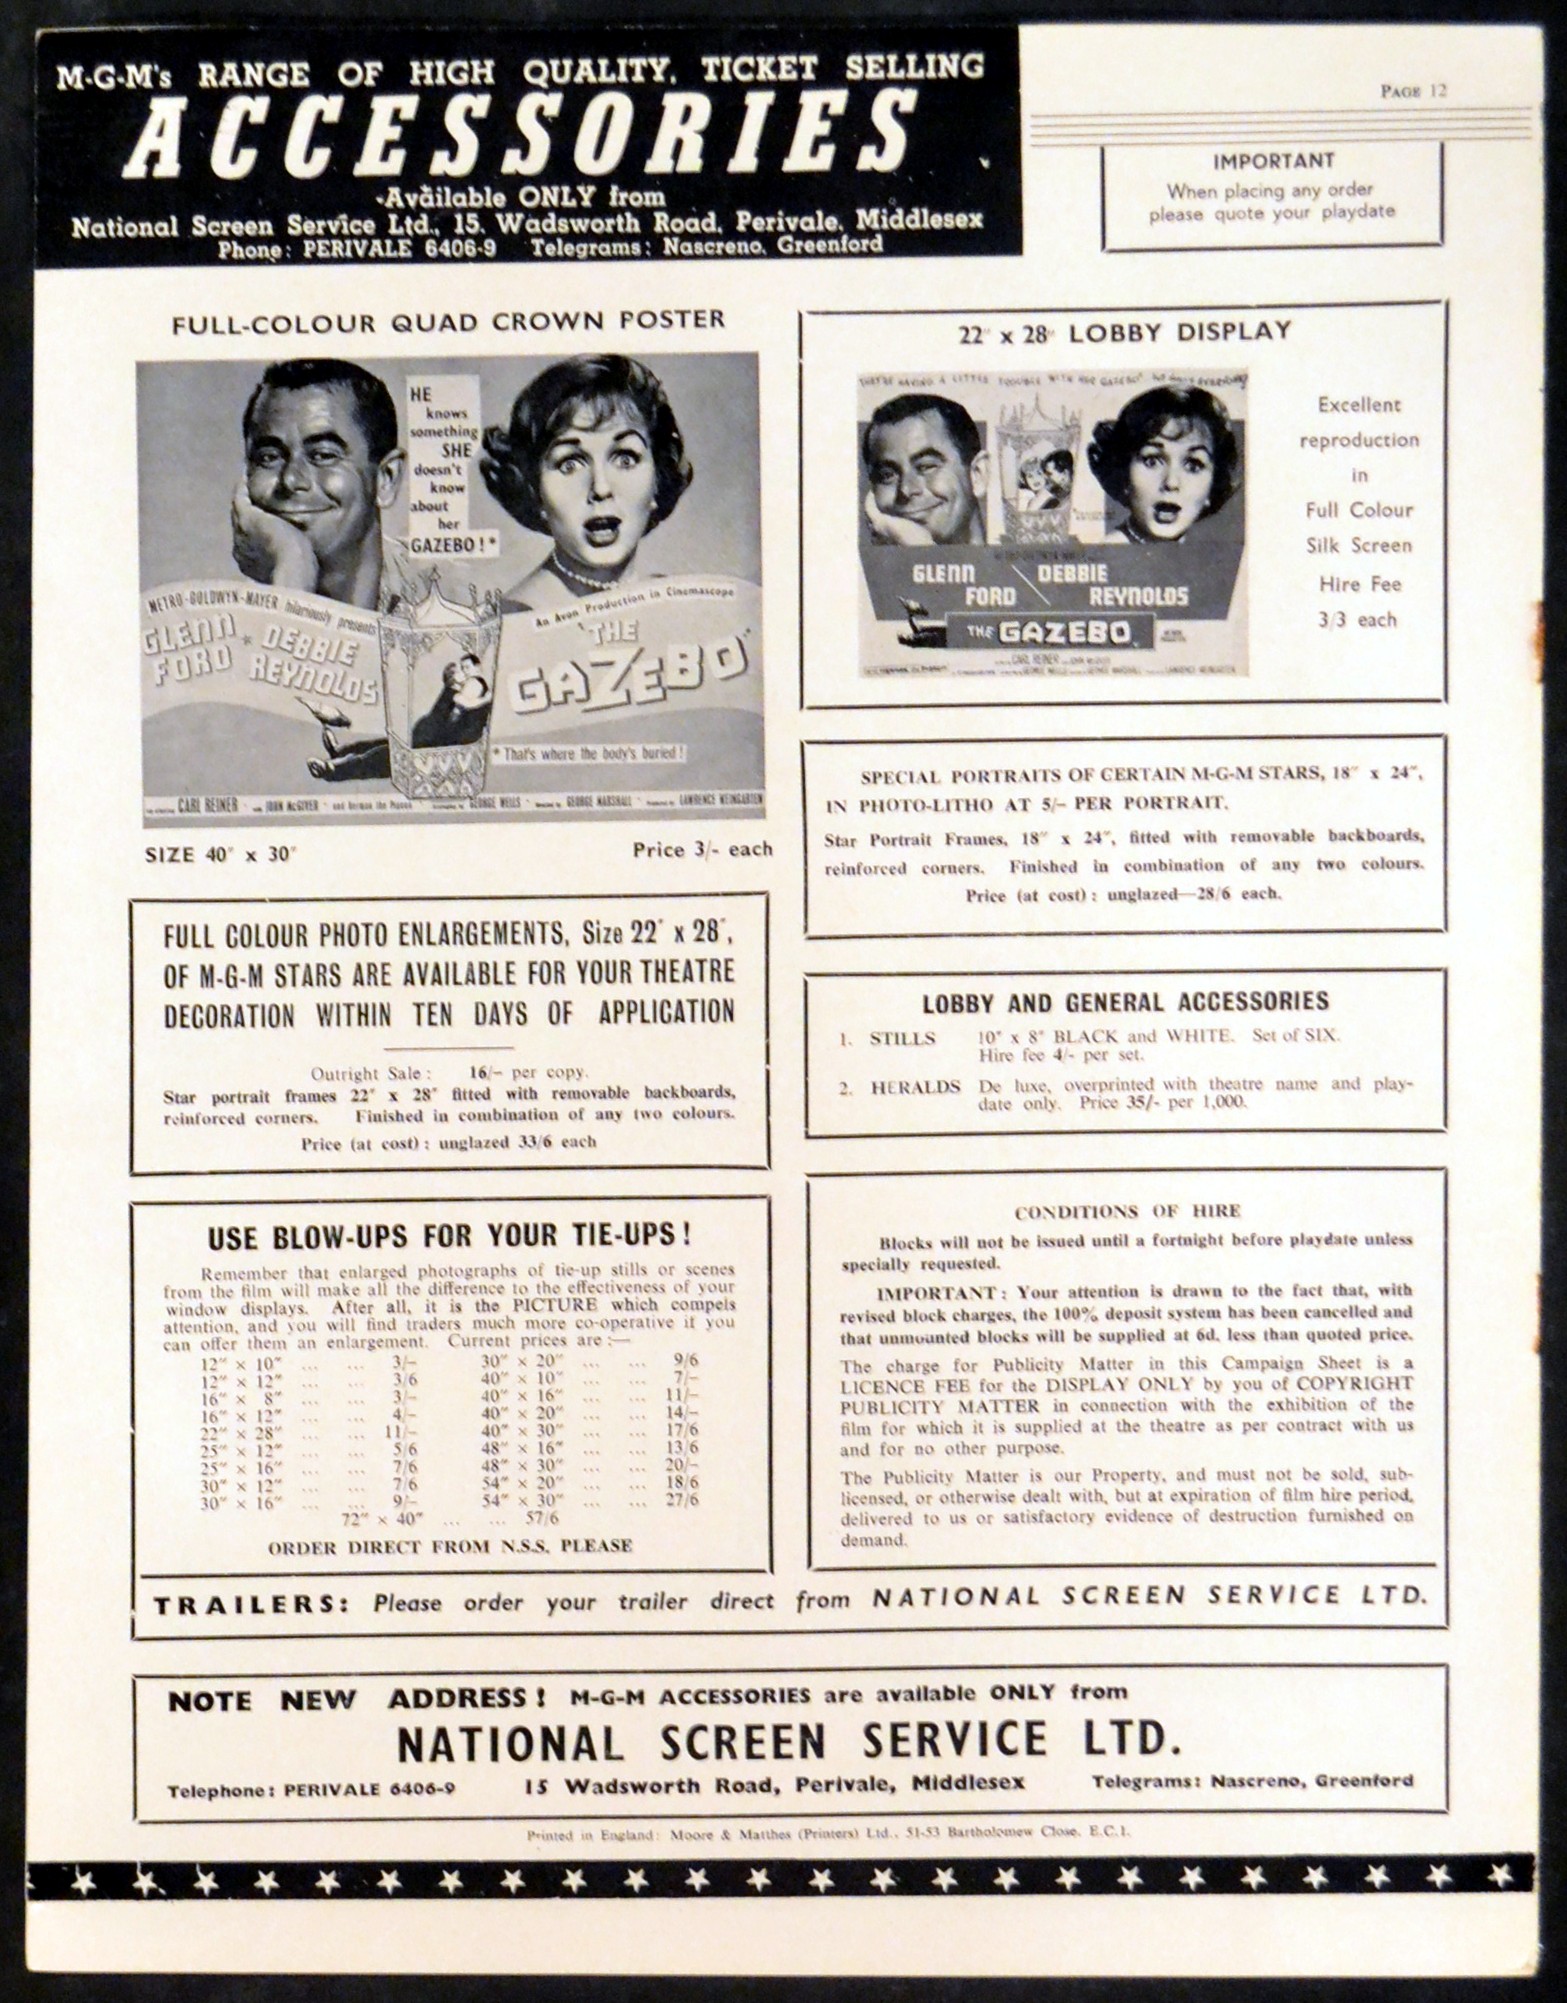 M-G-M's RANGE OF HIGH QUALITY, TICKET SELLING
ACCESSORIES
Available ONLY from
National Screen Service Ltd., 15, Wadsworth Road, Perivale, Middlesex
Phone: PERIVALE 6406-9 Telegrams: Nascreno, Greenford
PAGE 12
IMPORTANT
When placing any order
please quote your playdate
FULL-COLOUR QUAD CROWN POSTER
HE
knows
something
SHE
doesn't
know
about
her
GAZEBO!*
METRO-GOLDWYN-MAYER hilariously presents
GLENN FORD * DEBBIE REYNOLDS
An Avon Production in Cinemascope
"THE
GAZEBO"
* That's where the body's buried!
CARL REINER · JOHN McGIVER · and Herman the Pigeon · GEORGE WELLS · GEORGE MARSHALL · LAWRENCE WEINGARTEN
SIZE 40" x 30"
Price 3/- each
22" x 28" LOBBY DISPLAY
THEY'RE HAVING A LITTLE TROUBLE WITH HER GAZEBO*
GLENN
FORD
DEBBIE
REYNOLDS
THE GAZEBO
CARL REINER
Excellent
reproduction
in
Full Colour
Silk Screen
Hire Fee
3/3 each
SPECIAL PORTRAITS OF CERTAIN M-G-M STARS, 18" x 24",
IN PHOTO-LITHO AT 5/- PER PORTRAIT.
Star Portrait Frames, 18" x 24", fitted with removable backboards,
reinforced corners. Finished in combination of any two colours.
Price (at cost): unglazed—28/6 each.
FULL COLOUR PHOTO ENLARGEMENTS, Size 22" x 28",
OF M-G-M STARS ARE AVAILABLE FOR YOUR THEATRE
DECORATION WITHIN TEN DAYS OF APPLICATION
Outright Sale: 16/- per copy.
Star portrait frames 22" x 28" fitted with removable backboards,
reinforced corners. Finished in combination of any two colours.
Price (at cost): unglazed 33/6 each
LOBBY AND GENERAL ACCESSORIES
1. STILLS 10" x 8" BLACK and WHITE. Set of SIX.
Hire fee 4/- per set.
2. HERALDS De luxe, overprinted with theatre name and play-
date only. Price 35/- per 1,000.
USE BLOW-UPS FOR YOUR TIE-UPS!
Remember that enlarged photographs of tie-up stills or scenes
from the film will make all the difference to the effectiveness of your
window displays. After all, it is the PICTURE which compels
attention, and you will find traders much more co-operative if you
can offer them an enlargement. Current prices are:—
12" × 10" ... ... 3/- 30" × 20" ... ... 9/6
12" × 12" ... ... 3/6 40" × 10" ... ... 7/-
16" × 8" ... ... 3/- 40" × 16" ... ... 11/-
16" × 12" ... ... 4/- 40" × 20" ... ... 14/-
22" × 28" ... ... 11/- 40" × 30" ... ... 17/6
25" × 12" ... ... 5/6 48" × 16" ... ... 13/6
25" × 16" ... ... 7/6 48" × 30" ... ... 20/-
30" × 12" ... ... 7/6 54" × 20" ... ... 18/6
30" × 16" ... ... 9/- 54" × 30" ... ... 27/6
72" × 40" ... ... 57/6
ORDER DIRECT FROM N.S.S. PLEASE
CONDITIONS OF HIRE
Blocks will not be issued until a fortnight before playdate unless
specially requested.
IMPORTANT: Your attention is drawn to the fact that, with
revised block charges, the 100% deposit system has been cancelled and
that unmounted blocks will be supplied at 6d. less than quoted price.
The charge for Publicity Matter in this Campaign Sheet is a
LICENCE FEE for the DISPLAY ONLY by you of COPYRIGHT
PUBLICITY MATTER in connection with the exhibition of the
film for which it is supplied at the theatre as per contract with us
and for no other purpose.
The Publicity Matter is our Property, and must not be sold, sub-
licensed, or otherwise dealt with, but at expiration of film hire period,
delivered to us or satisfactory evidence of destruction furnished on
demand.
TRAILERS: Please order your trailer direct from NATIONAL SCREEN SERVICE LTD.
NOTE NEW ADDRESS! M-G-M ACCESSORIES are available ONLY from
NATIONAL SCREEN SERVICE LTD.
Telephone: PERIVALE 6406-9 15 Wadsworth Road, Perivale, Middlesex Telegrams: Nascreno, Greenford
Printed in England: Moore & Matthes (Printers) Ltd., 51-53 Bartholomew Close, E.C.1.